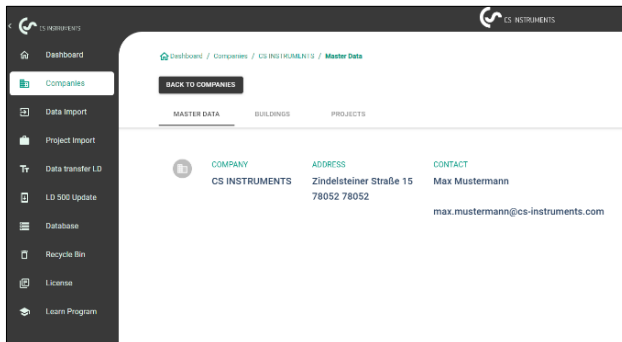 CS INSTRUMENTS
CS INSTRUMENTS
Dashboard
Companies
Data Import
Project Import
Data transfer LD
LD 500 Update
Database
Recycle Bin
License
Learn Program
Dashboard / Companies / CS INSTRUMENTS / Master Data
BACK TO COMPANIES
MASTER DATA BUILDINGS PROJECTS
COMPANY
CS INSTRUMENTS
ADDRESS
Zindelsteiner Straße 15
78052 78052
CONTACT
Max Mustermann
max.mustermann@cs-instruments.com